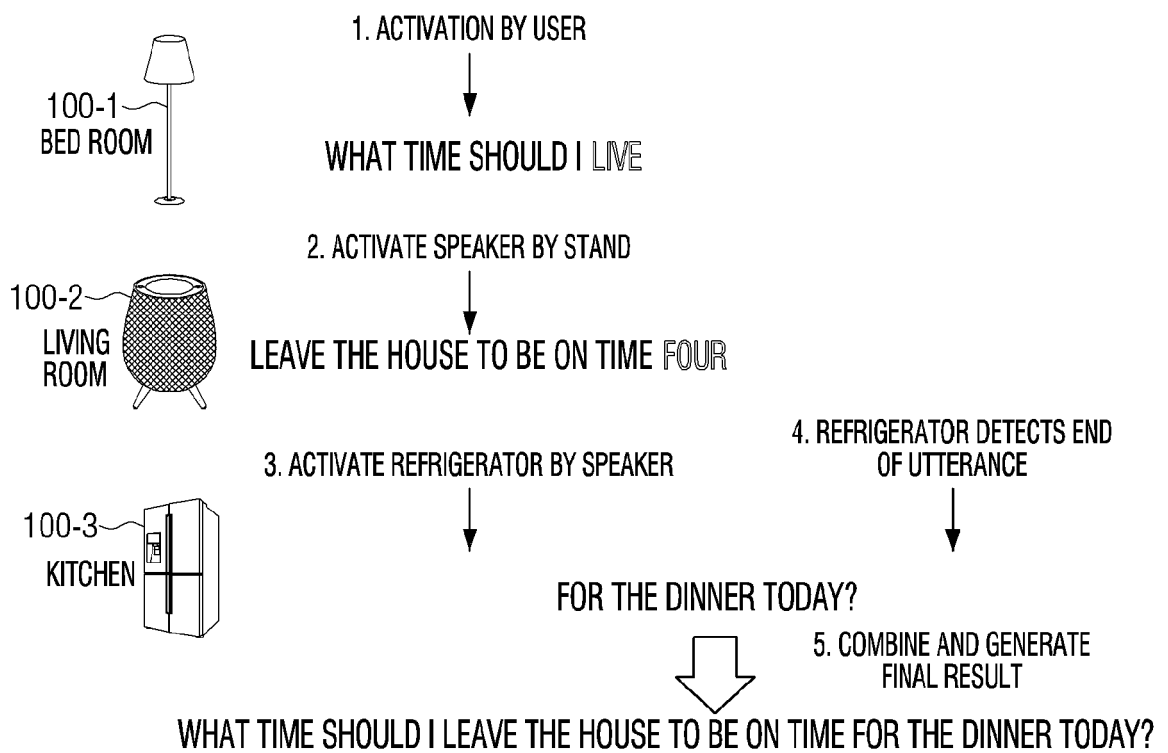 1. ACTIVATION BY USER
100-1
BED ROOM
WHAT TIME SHOULD I LIVE
2. ACTIVATE SPEAKER BY STAND
100-2
LIVING
ROOM
LEAVE THE HOUSE TO BE ON TIME FOUR
3. ACTIVATE REFRIGERATOR BY SPEAKER
4. REFRIGERATOR DETECTS END
OF UTTERANCE
100-3
KITCHEN
FOR THE DINNER TODAY?
5. COMBINE AND GENERATE
FINAL RESULT
WHAT TIME SHOULD I LEAVE THE HOUSE TO BE ON TIME FOR THE DINNER TODAY?